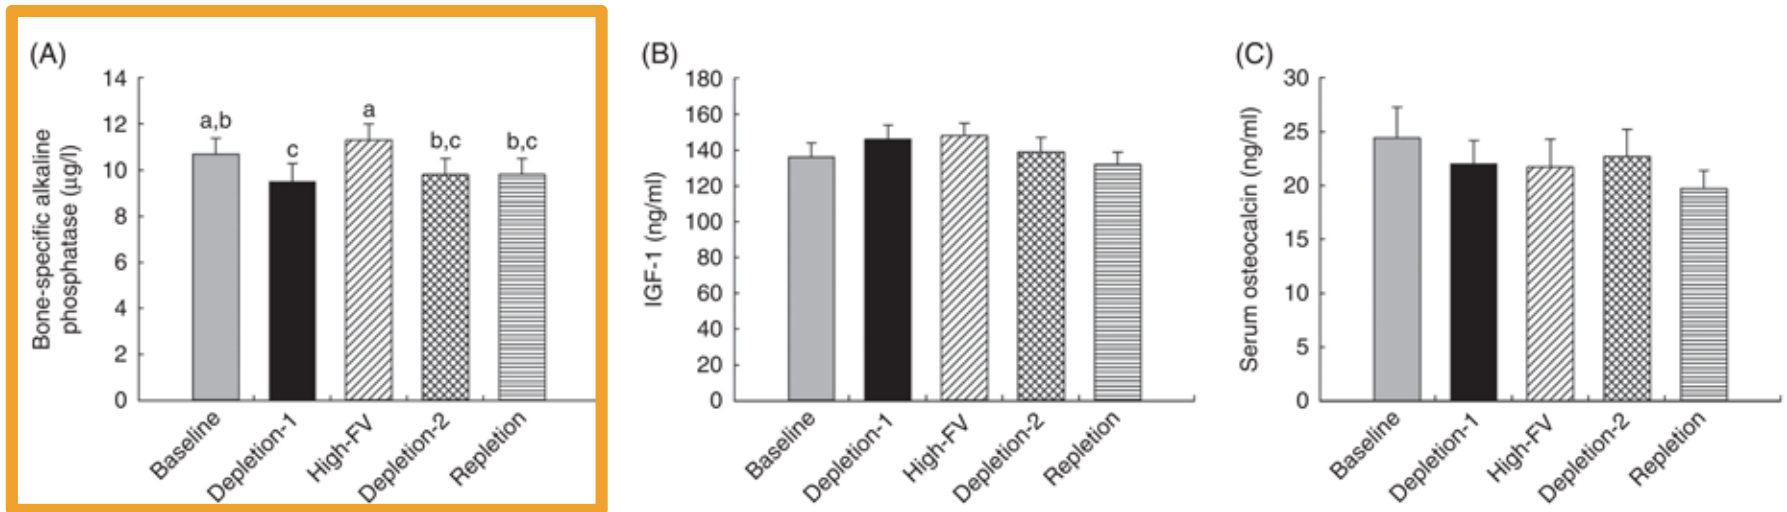 (A)
Bone-specific alkaline
phosphatase (μg/l)
14
12
10
8
6
4
2
0
a,b
c
a
b,c
b,c
Baseline
Depletion-1
High-FV
Depletion-2
Repletion
(B)
IGF-1 (ng/ml)
180
160
140
120
100
80
60
40
20
0
Baseline
Depletion-1
High-FV
Depletion-2
Repletion
(C)
Serum osteocalcin (ng/ml)
30
25
20
15
10
5
0
Baseline
Depletion-1
High-FV
Depletion-2
Repletion